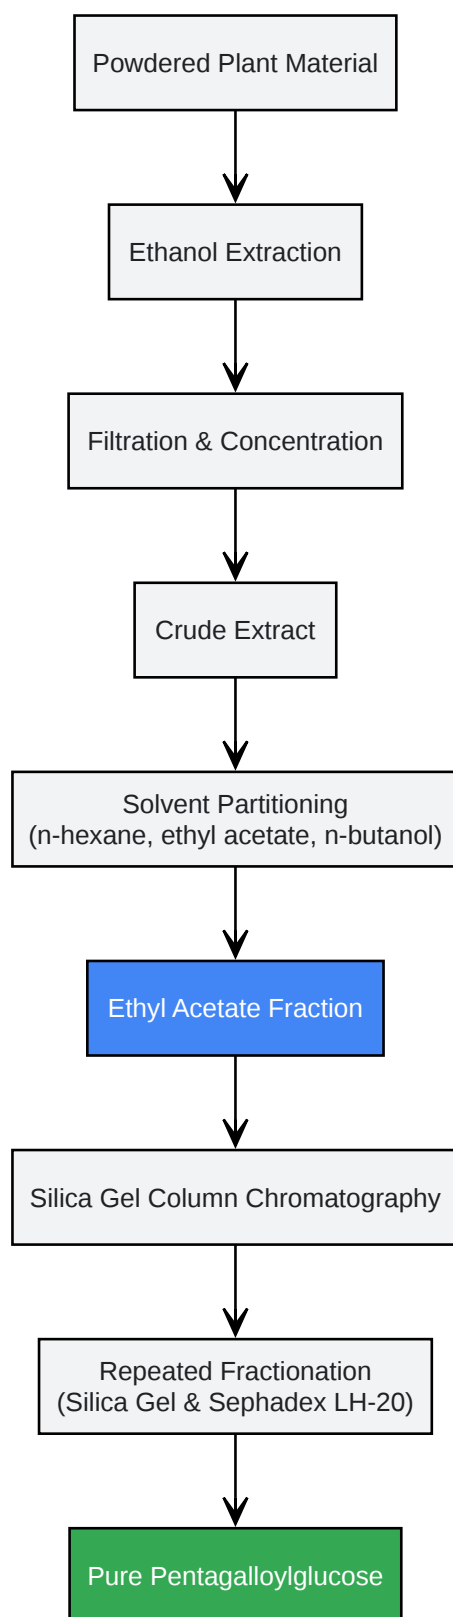 Powdered Plant Material
Ethanol Extraction
Filtration & Concentration
Crude Extract
Solvent Partitioning
(n-hexane, ethyl acetate, n-butanol)
Ethyl Acetate Fraction
Silica Gel Column Chromatography
Repeated Fractionation
(Silica Gel & Sephadex LH-20)
Pure Pentagalloylglucose